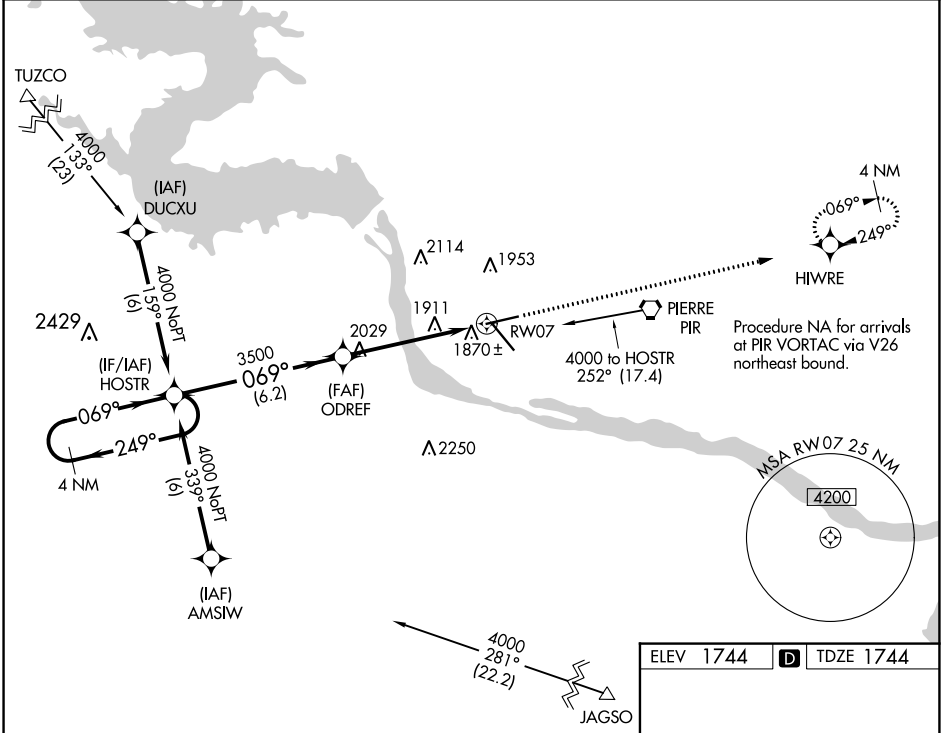 TUZCO
4000
133°
(23)
(IAF)
DUCXU
4000 NoPT
159°
(6)
2429
(IF/IAF)
HOSTR
069°
249°
4 NM
4000 NoPT
339°
(6)
(IAF)
AMSIW
3500
069°
(6.2)
2029
(FAF)
ODREF
2114
1953
1911
1870±
RW07
2250
4000 to HOSTR
252° (17.4)
PIERRE
PIR
4 NM
069°
249°
HIWRE
Procedure NA for arrivals
at PIR VORTAC via V26
northeast bound.
MSA RW07 25 NM
4200
4000
281°
(22.2)
JAGSO
ELEV 1744 D TDZE 1744